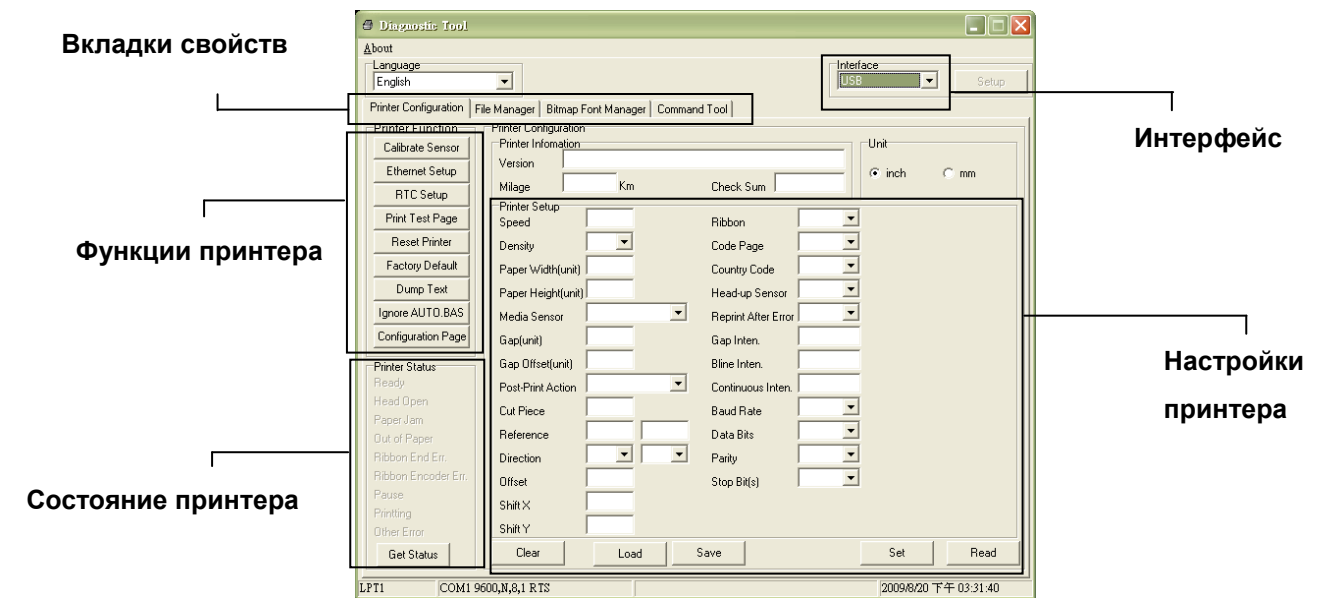 Diagnostic Tool
About
Language
English
Interface
USB
Setup
Вкладки свойств
Интерфейс
Printer Configuration File Manager Bitmap Font Manager Command Tool
Printer Function
Calibrate Sensor
Ethernet Setup
RTC Setup
Print Test Page
Reset Printer
Factory Default
Dump Text
Ignore AUTO.BAS
Configuration Page
Функции принтера
Printer Configuration
Printer Infomation
Version
Milage Km Check Sum
Unit
inch mm
Printer Setup
Speed Ribbon
Density Code Page
Paper Width(unit) Country Code
Paper Height(unit) Head-up Sensor
Media Sensor Reprint After Error
Gap(unit) Gap Inten.
Gap Offset(unit) Bline Inten.
Post-Print Action Continuous Inten.
Cut Piece Baud Rate
Reference Data Bits
Direction Parity
Offset Stop Bit(s)
Shift X
Shift Y
Clear Load Save Set Read
Настройки
принтера
Printer Status
Ready
Head Open
Paper Jam
Out of Paper
Ribbon End Err.
Ribbon Encoder Err.
Pause
Printting
Other Error
Get Status
Состояние принтера
LPT1 COM1 9600,N,8,1 RTS 2009/8/20 下午 03:31:40